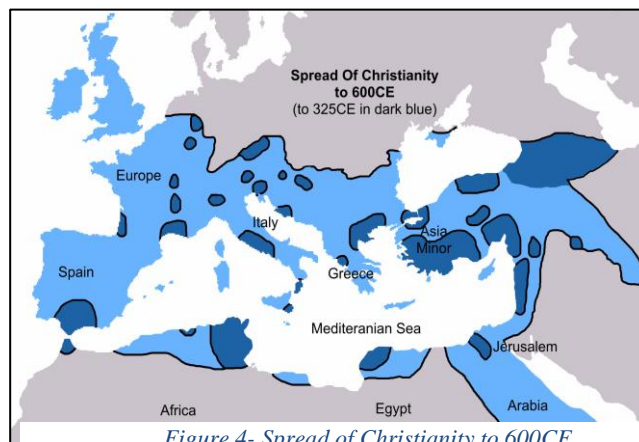 Spread Of Christianity
to 600CE
(to 325CE in dark blue)
Europe
Italy
Asia
Minor
Spain
Greece
Mediteranian Sea
Jerusalem
Africa
Egypt
Arabia
Figure 4- Spread of Christianity to 600CE